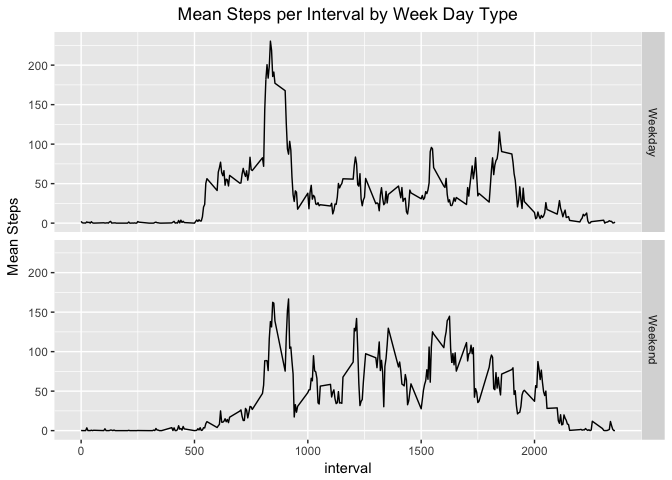 Mean Steps per Interval by Week Day Type
Mean Steps
200
150
100
50
0
Weekday
200
150
100
50
0
Weekend
0 500 1000 1500 2000
interval